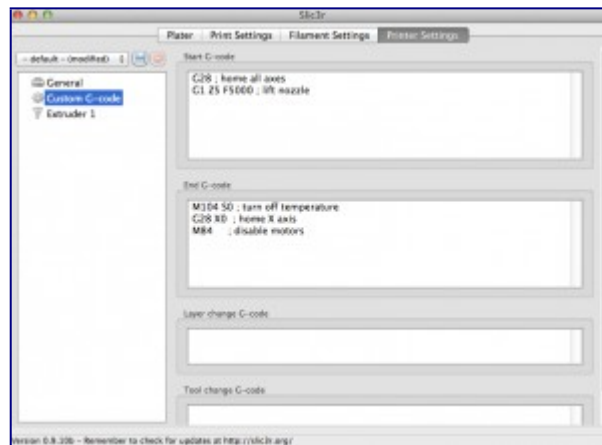 Slic3r
Plater Print Settings Filament Settings Printer Settings
- default - (modified)
General
Custom G-code
Extruder 1
Start G-code
G28 ; home all axes
G1 Z5 F5000 ; lift nozzle
End G-code
M104 S0 ; turn off temperature
G28 X0 ; home X axis
M84 ; disable motors
Layer change G-code
Tool change G-code
Version 0.9.10b - Remember to check for updates at http://slic3r.org/